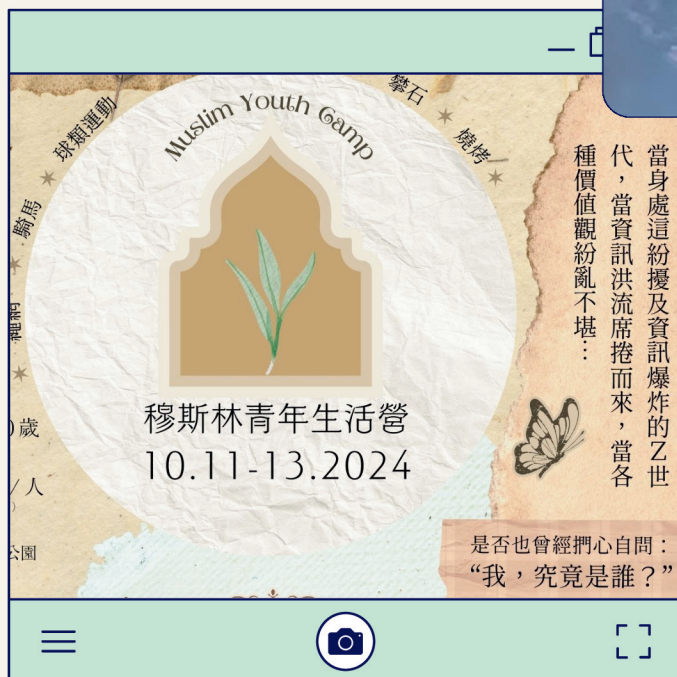 Muslim Youth Camp
攀石
燒烤
球類運動
騎馬
穆斯林青年生活營
10.11-13.2024
歲
/人
公園
當身處這紛擾及資訊爆炸的Z世
代，當資訊洪流席捲而來，當各
種價值觀紛亂不堪…
是否也曾經捫心自問：
“我，究竟是誰？”